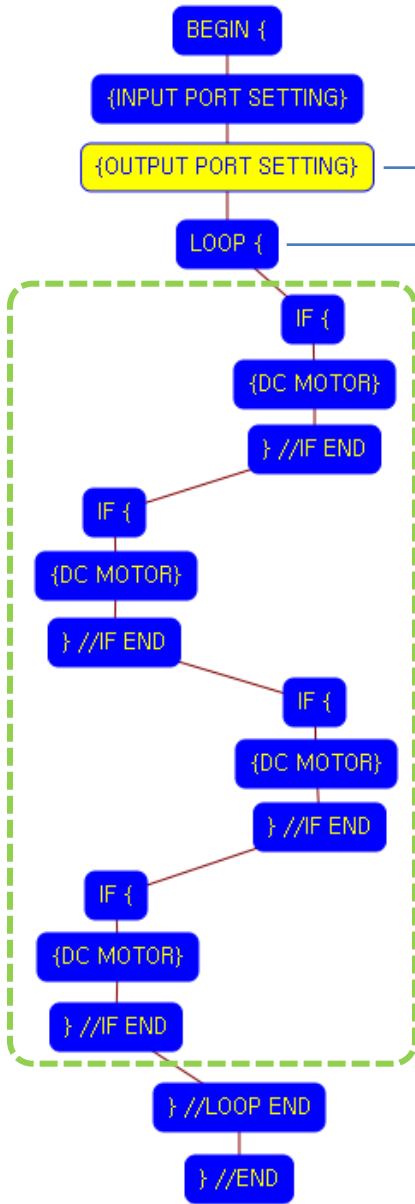 BEGIN {
{INPUT PORT SETTING}
{OUTPUT PORT SETTING}
LOOP {
IF {
{DC MOTOR}
} //IF END
IF {
{DC MOTOR}
} //IF END
IF {
{DC MOTOR}
} //IF END
IF {
{DC MOTOR}
} //IF END
} //LOOP END
} //END